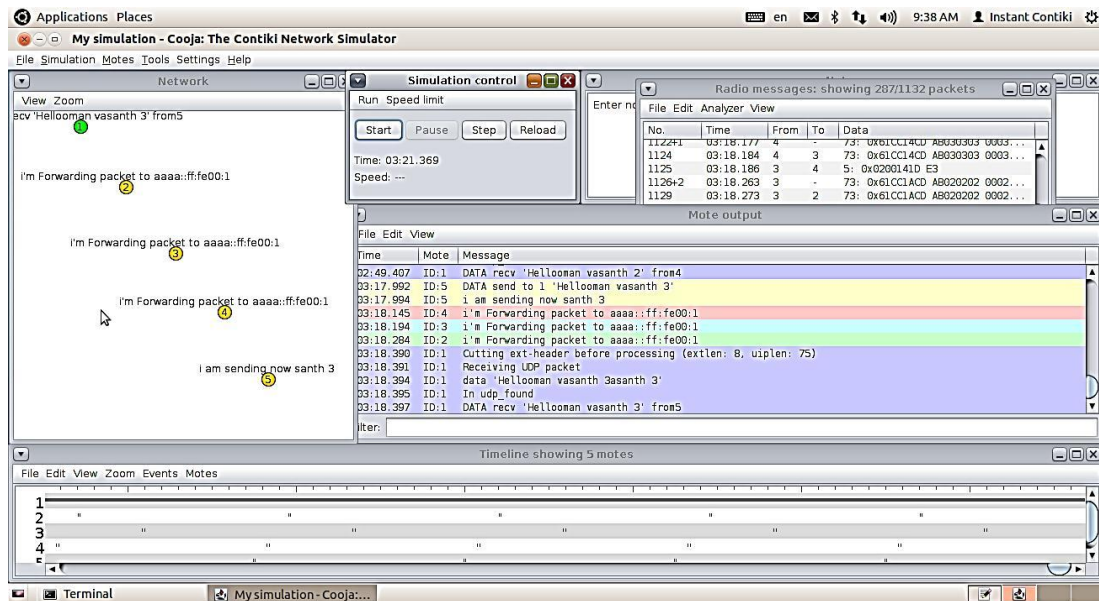 Applications Places en 9:38 AM Instant Contiki
My simulation - Cooja: The Contiki Network Simulator
File Simulation Motes Tools Settings Help
Network
View Zoom
ecv 'Hellooman vasanth 3' from5
1
i'm Forwarding packet to aaaa::ff:fe00:1
2
i'm Forwarding packet to aaaa::ff:fe00:1
3
i'm Forwarding packet to aaaa::ff:fe00:1
4
i am sending now santh 3
5
Simulation control
Run Speed limit
Start Pause Step Reload
Time: 03:21.369
Speed: ---
Enter no
Radio messages: showing 287/1132 packets
File Edit Analyzer View
No. Time From To Data
1122+1 03:18.177 4 - 73: 0x61CC14CD AB030303 0003...
1124 03:18.184 4 3 73: 0x61CC14CD AB030303 0003...
1125 03:18.186 3 4 5: 0x0200141D E3
1126+2 03:18.263 3 - 73: 0x61CC1ACD AB020202 0002...
1129 03:18.273 3 2 73: 0x61CC1ACD AB020202 0002...
Mote output
File Edit View
Time Mote Message
02:49.407 ID:1 DATA recv 'Hellooman vasanth 2' from4
03:17.992 ID:5 DATA send to 1 'Hellooman vasanth 3'
03:17.994 ID:5 i am sending now santh 3
03:18.145 ID:4 i'm Forwarding packet to aaaa::ff:fe00:1
03:18.194 ID:3 i'm Forwarding packet to aaaa::ff:fe00:1
03:18.284 ID:2 i'm Forwarding packet to aaaa::ff:fe00:1
03:18.390 ID:1 Cutting ext-header before processing (extlen: 8, uiplen: 75)
03:18.391 ID:1 Receiving UDP packet
03:18.394 ID:1 data 'Hellooman vasanth 3asanth 3'
03:18.395 ID:1 In udp_found
03:18.397 ID:1 DATA recv 'Hellooman vasanth 3' from5
ilter:
Timeline showing 5 motes
File Edit View Zoom Events Motes
1
2
3
4
5
Terminal My simulation - Cooja:...